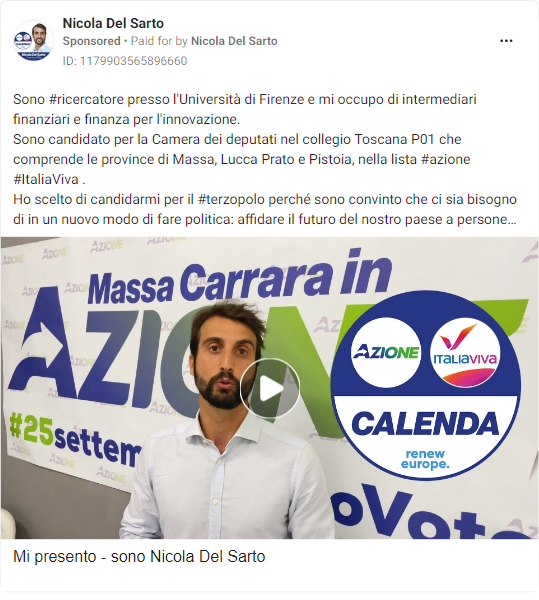 Nicola Del Sarto
Sponsored • Paid for by Nicola Del Sarto
ID: 1179903565896660
Sono #ricercatore presso l'Università di Firenze e mi occupo di intermediari
finanziari e finanza per l'innovazione.
Sono candidato per la Camera dei deputati nel collegio Toscana P01 che
comprende le province di Massa, Lucca Prato e Pistoia, nella lista #azione
#ItaliaViva .
Ho scelto di candidarmi per il #terzopolo perché sono convinto che ci sia bisogno
di in un nuovo modo di fare politica: affidare il futuro del nostro paese a persone...
AZIONE
Massa Carrara in
AZIONE
#25settem
oVoto
AZIONE
ITALIAVIVA
CALENDA
renew
europe.
Mi presento - sono Nicola Del Sarto